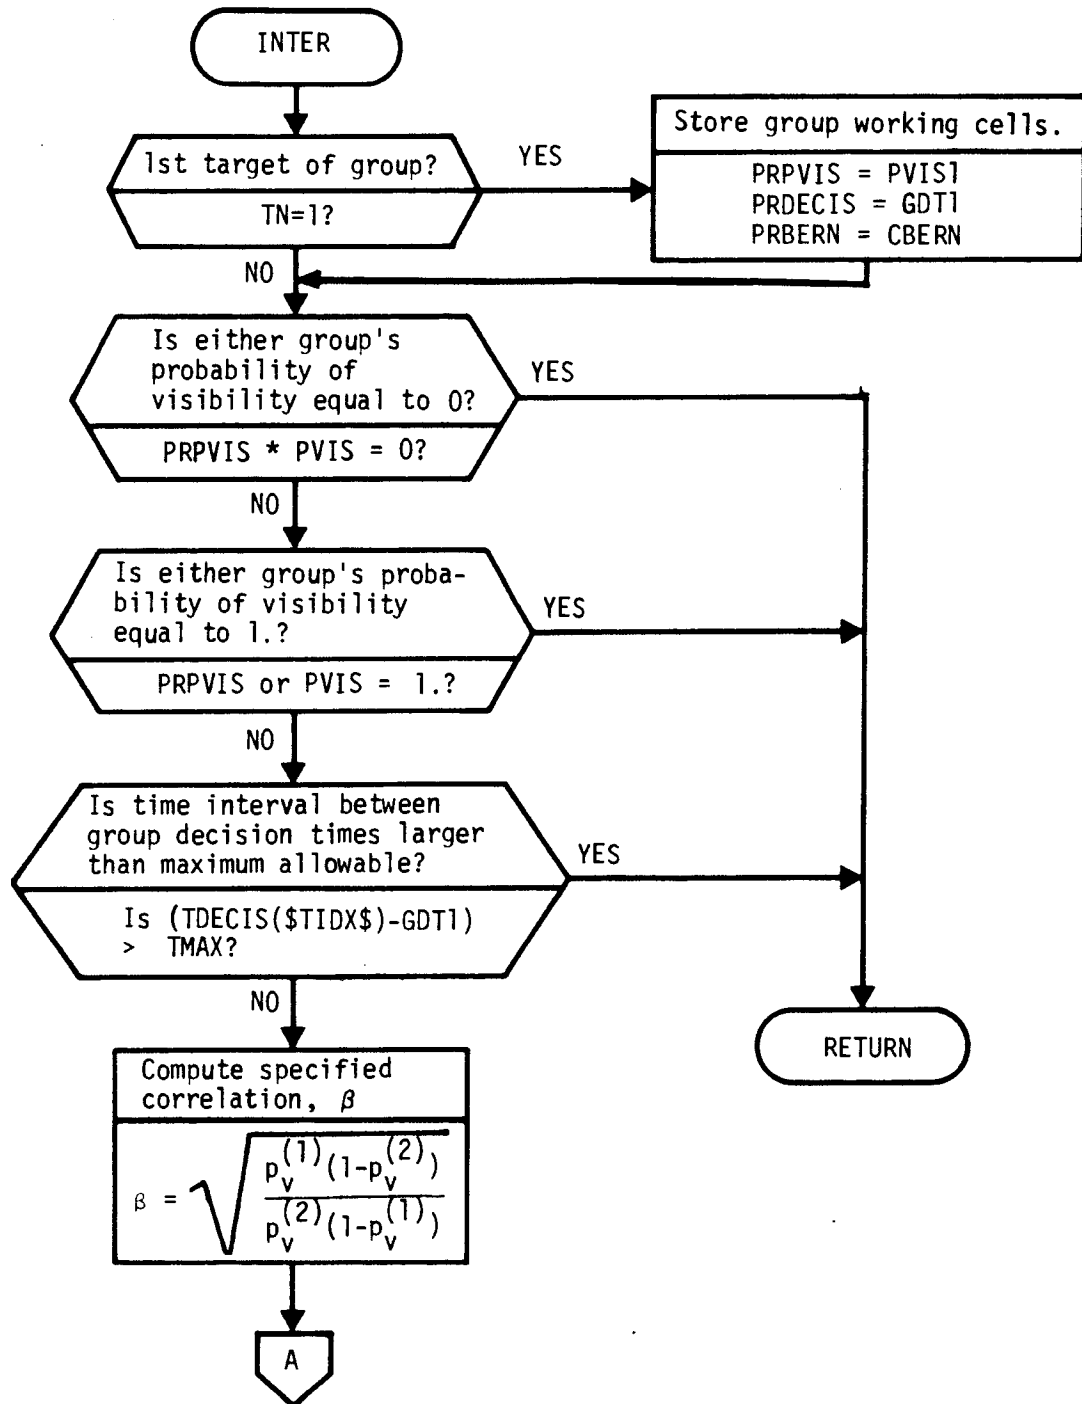 INTER
1st target of group?
TN=1?
YES
Store group working cells.
PRPVIS = PVIS1
PRDECIS = GDT1
PRBERN = CBERN
NO
Is either group's
probability of
visibility equal to 0?
PRPVIS * PVIS = 0?
YES
NO
Is either group's proba-
bility of visibility
equal to 1.?
PRPVIS or PVIS = 1.?
YES
NO
Is time interval between
group decision times larger
than maximum allowable?
Is (TDECIS($TIDX$)-GDT1)
> TMAX?
YES
NO
RETURN
Compute specified
correlation, β
β = √ p_v^(1) (1-p_v^(2))
p_v^(2) (1-p_v^(1))
A